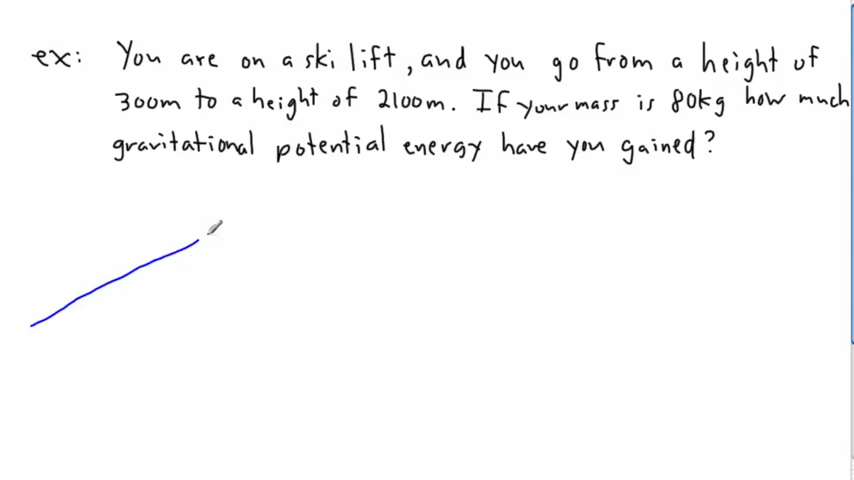 ex: You are on a ski lift, and you go from a height of
300m to a height of 2100m. If your mass is 80kg how much
gravitational potential energy have you gained?